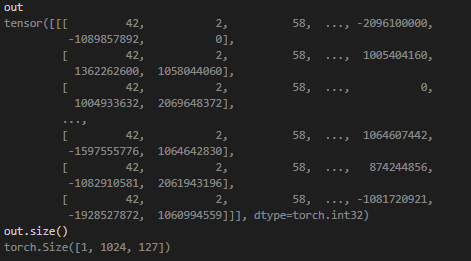 out
tensor([[[ 42, 2, 58, ..., -2096100000,
-1089857892, 0],
[ 42, 2, 58, ..., 1005404160,
1362262600, 1058044060],
[ 42, 2, 58, ..., 0,
1004933632, 2069648372],
...,
[ 42, 2, 58, ..., 1064607442,
-1597555776, 1064642830],
[ 42, 2, 58, ..., 874244856,
-1082910581, 2061943196],
[ 42, 2, 58, ..., -1081720921,
-1928527872, 1060994559]]], dtype=torch.int32)
out.size()
torch.Size([1, 1024, 127])